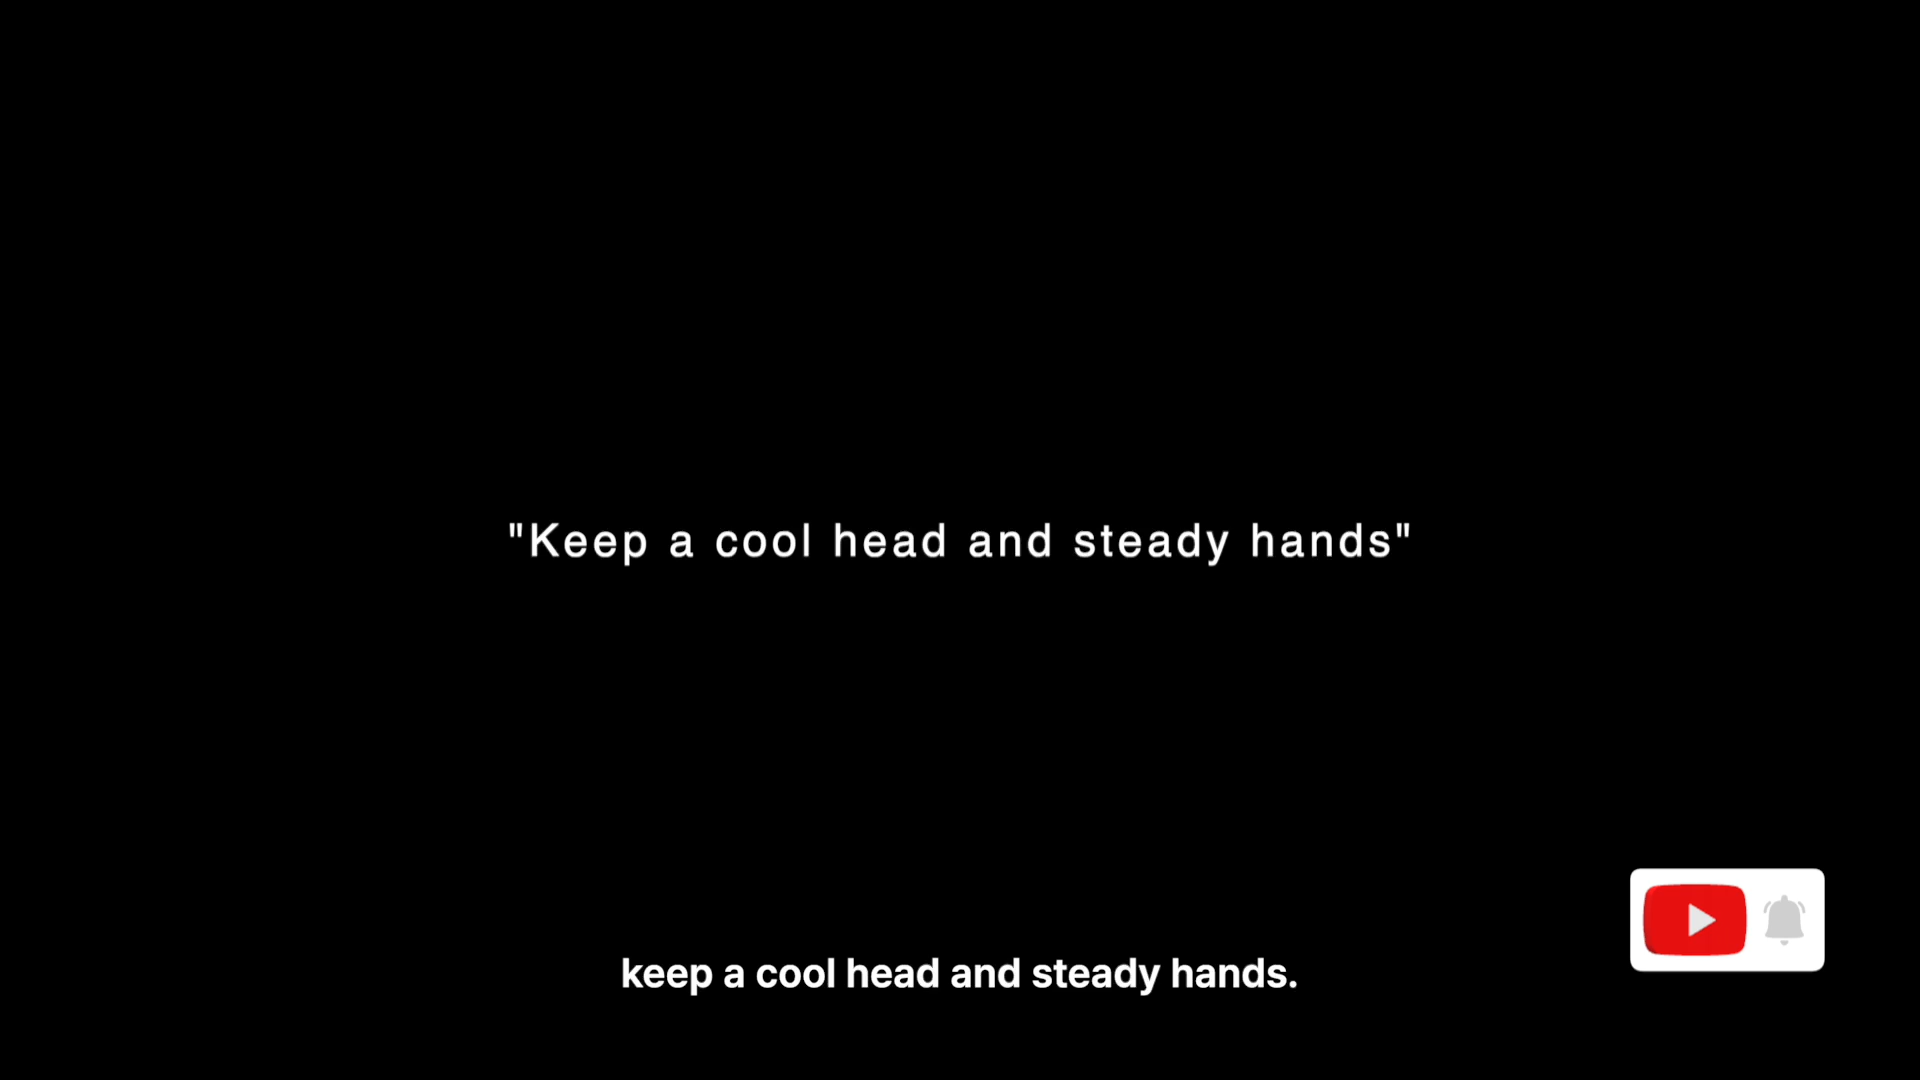 "Keep a cool head and steady hands"
keep a cool head and steady hands.